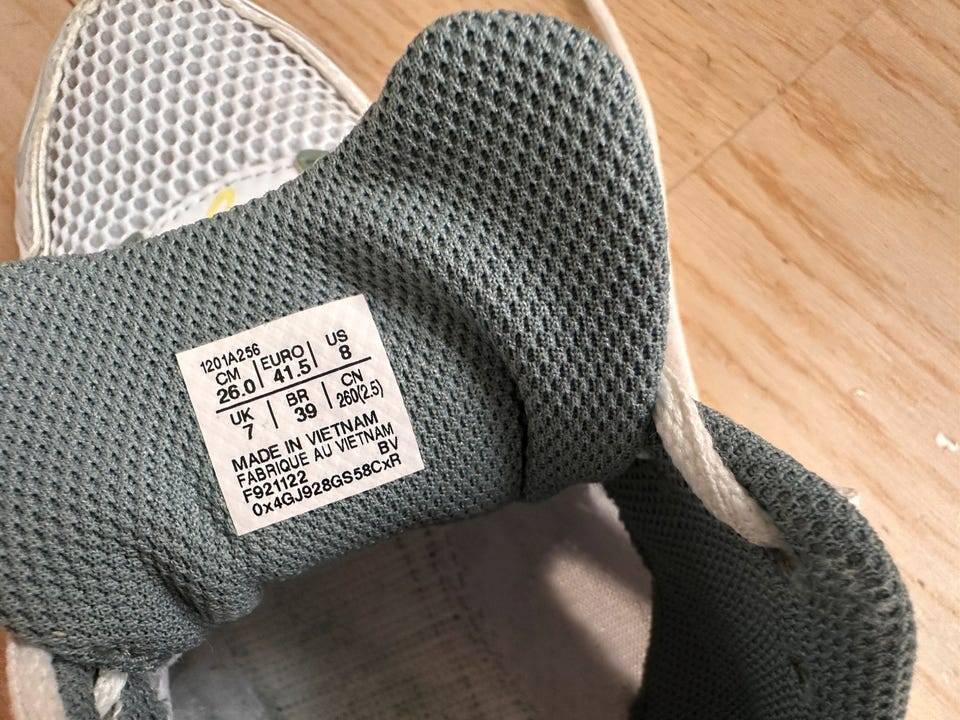 1201A256
CM EURO US
26.0 41.5 8
UK BR CN
7 39 260(2.5)
MADE IN VIETNAM
FABRIQUE AU VIETNAM
F921122 BV
0x4GJ928GS58CxR